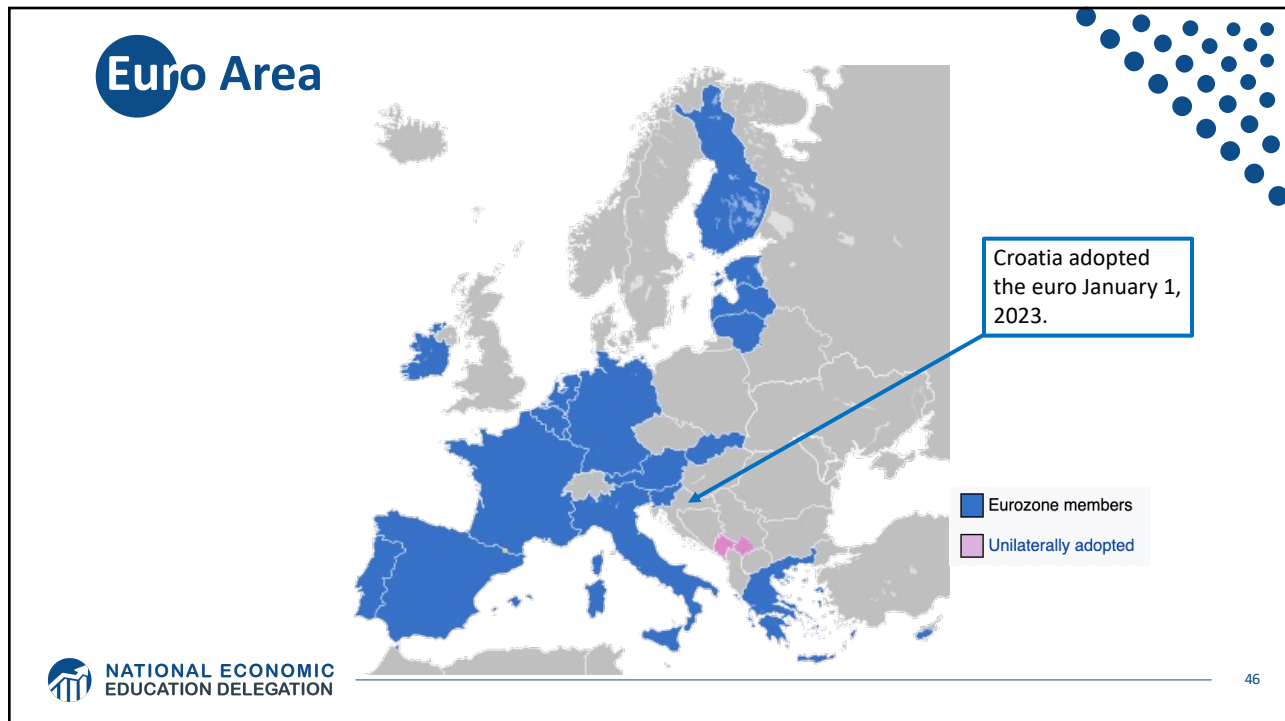 Euro Area
Croatia adopted
the euro January 1,
2023.
Eurozone members
Unilaterally adopted
NATIONAL ECONOMIC
EDUCATION DELEGATION
46